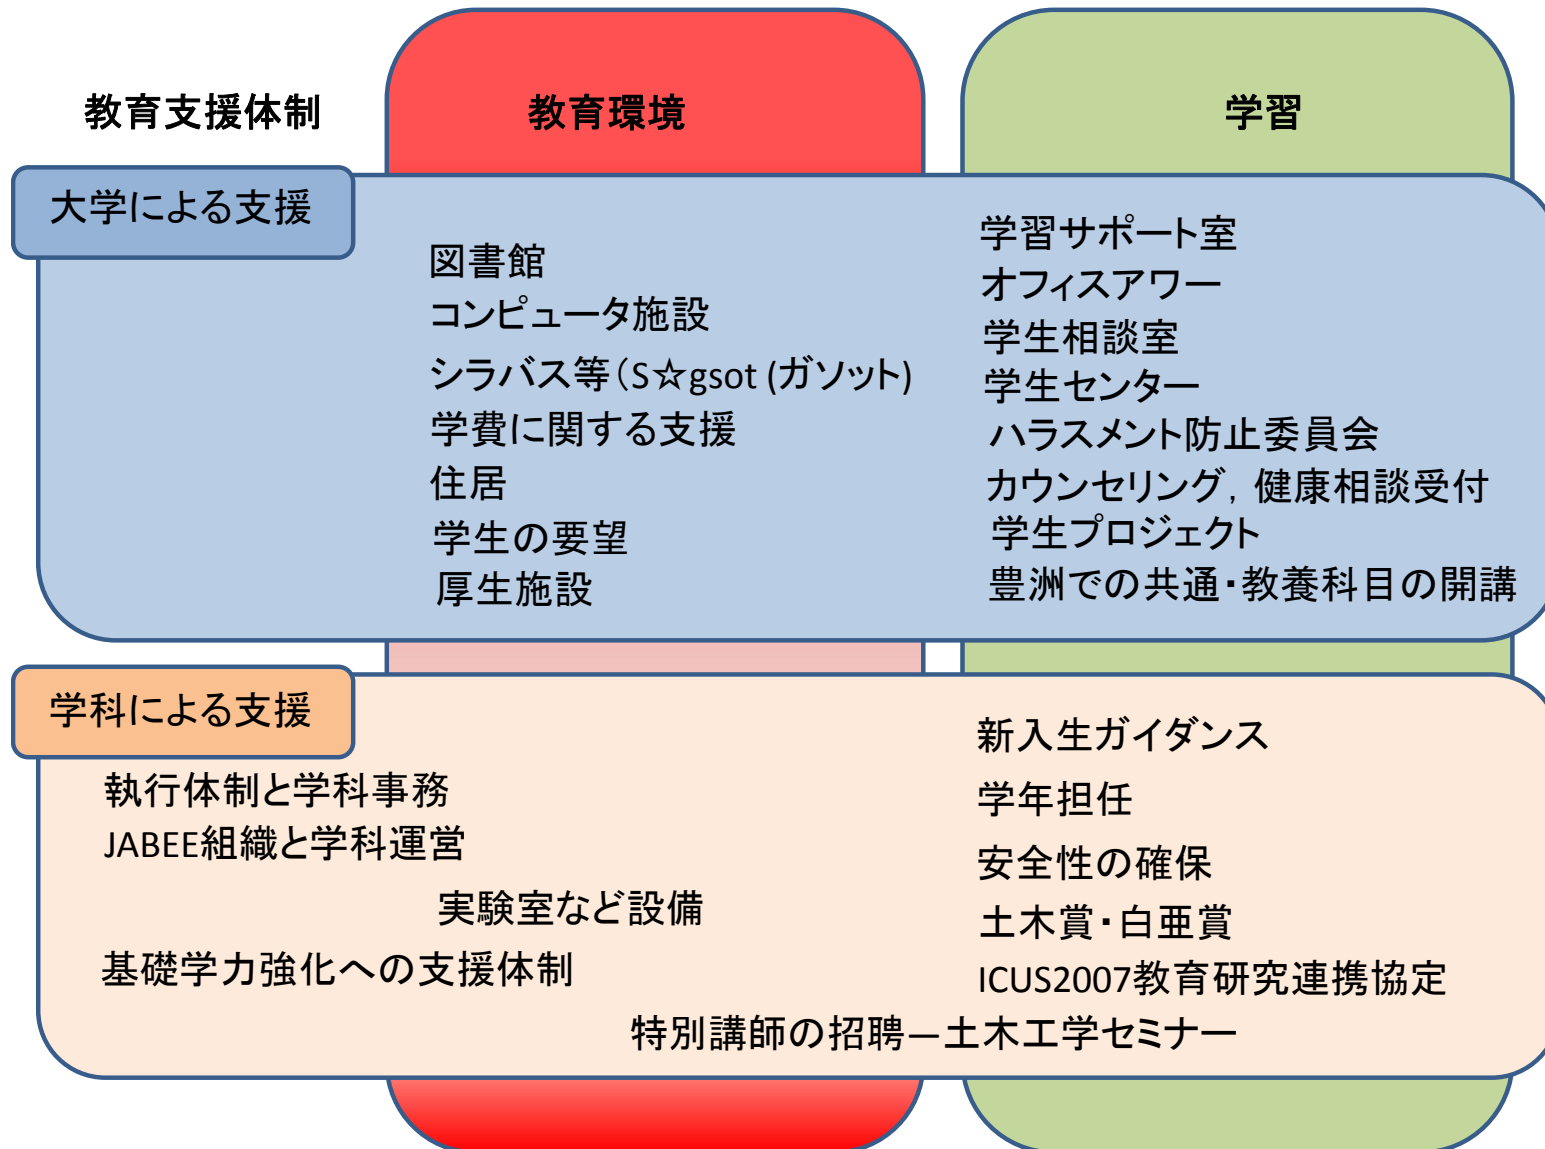 教育支援体制
教育環境
学習
大学による支援
図書館
コンピュータ施設
シラバス等（S☆gsot (ガソット)
学費に関する支援
住居
学生の要望
厚生施設
学習サポート室
オフィスアワー
学生相談室
学生センター
ハラスメント防止委員会
カウンセリング，健康相談受付
学生プロジェクト
豊洲での共通・教養科目の開講
学科による支援
執行体制と学科事務
JABEE組織と学科運営
実験室など設備
基礎学力強化への支援体制
新入生ガイダンス
学年担任
安全性の確保
土木賞・白亜賞
ICUS2007教育研究連携協定
特別講師の招聘―土木工学セミナー